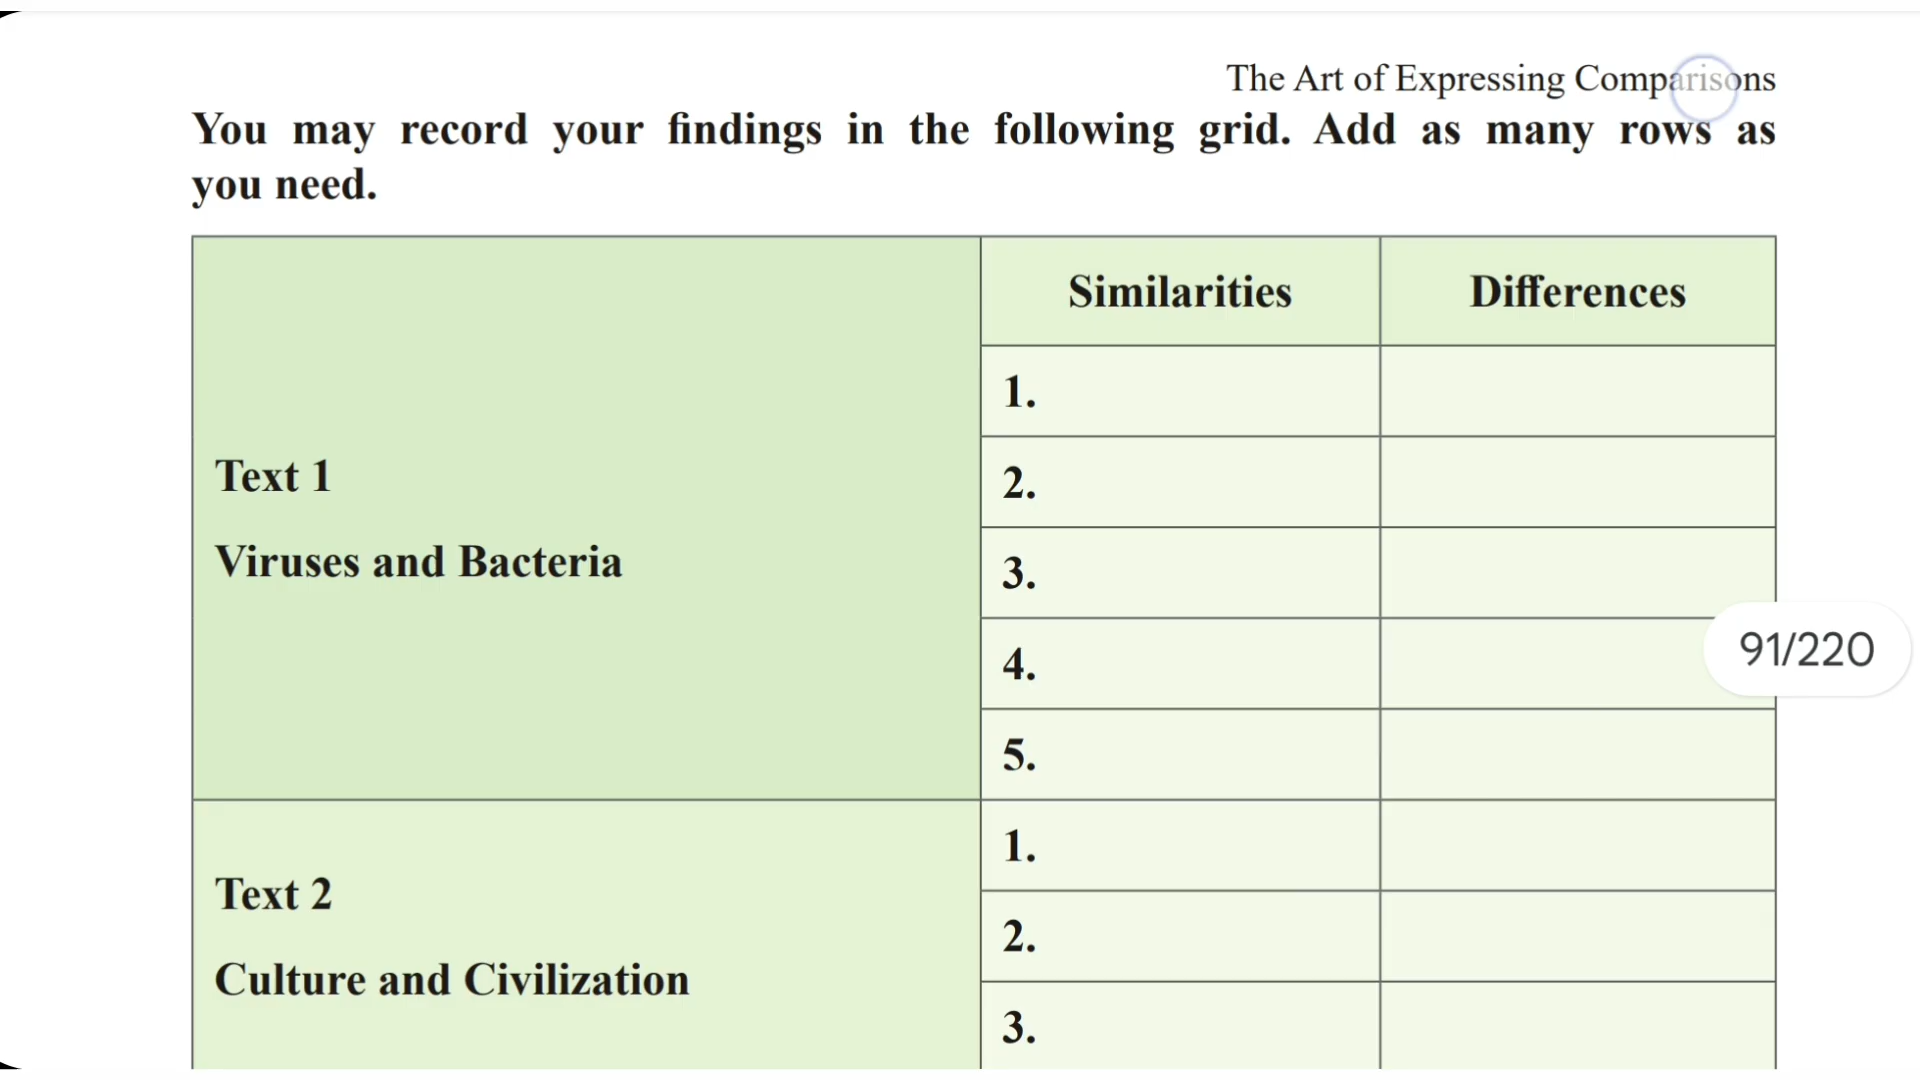 The Art of Expressing Comparisons
You may record your findings in the following grid. Add as many rows as
you need.
Similarities
Differences
Text 1
Viruses and Bacteria
1.
2.
3.
4.
5.
91/220
Text 2
Culture and Civilization
1.
2.
3.